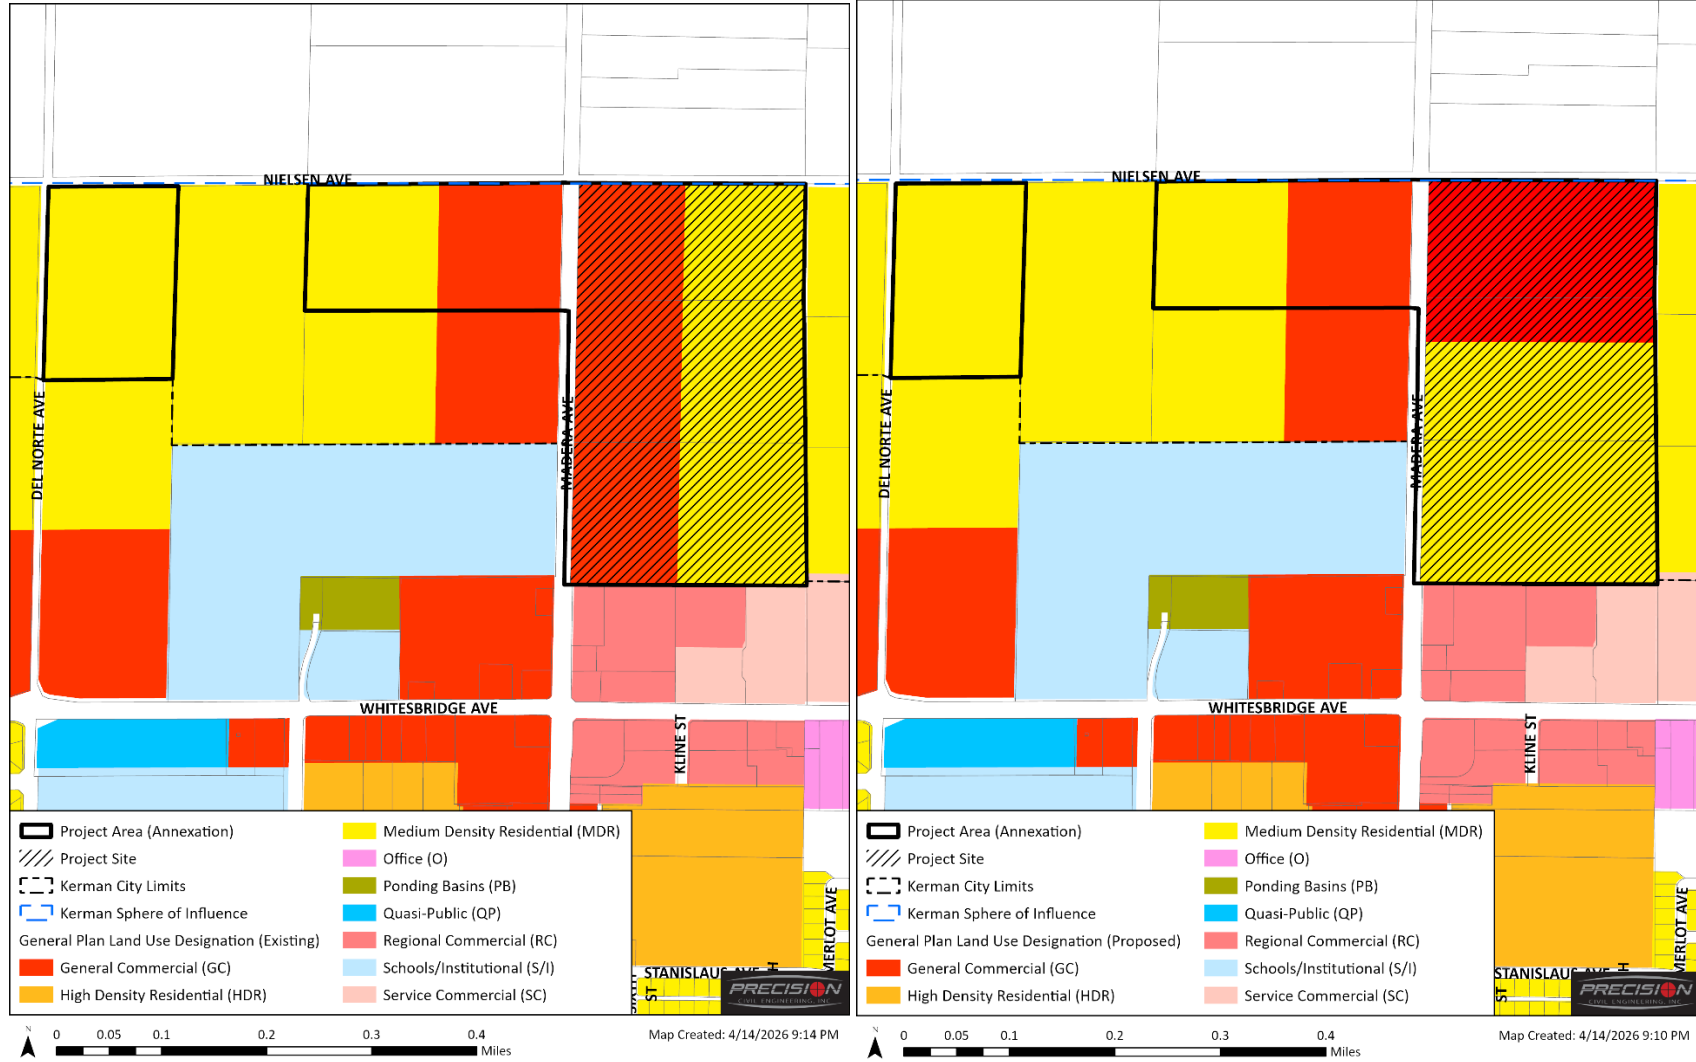 NIELSEN AVE
DEL NORTE AVE
MADERA AVE
WHITESBRIDGE AVE
KLINE ST
MERLOT AVE
STANISLAUS AVE
ST
H
Project Area (Annexation)
Project Site
Kerman City Limits
Kerman Sphere of Influence
General Plan Land Use Designation (Existing)
General Commercial (GC)
High Density Residential (HDR)
Medium Density Residential (MDR)
Office (O)
Ponding Basins (PB)
Quasi-Public (QP)
Regional Commercial (RC)
Schools/Institutional (S/I)
Service Commercial (SC)
PRECISION
CIVIL ENGINEERING, INC
N
0 0.05 0.1 0.2 0.3 0.4
Miles
Map Created: 4/14/2026 9:14 PM
NIELSEN AVE
DEL NORTE AVE
MADERA AVE
WHITESBRIDGE AVE
KLINE ST
MERLOT AVE
STANISLAUS AVE
ST
H
Project Area (Annexation)
Project Site
Kerman City Limits
Kerman Sphere of Influence
General Plan Land Use Designation (Proposed)
General Commercial (GC)
High Density Residential (HDR)
Medium Density Residential (MDR)
Office (O)
Ponding Basins (PB)
Quasi-Public (QP)
Regional Commercial (RC)
Schools/Institutional (S/I)
Service Commercial (SC)
PRECISION
CIVIL ENGINEERING, INC
N
0 0.05 0.1 0.2 0.3 0.4
Miles
Map Created: 4/14/2026 9:10 PM